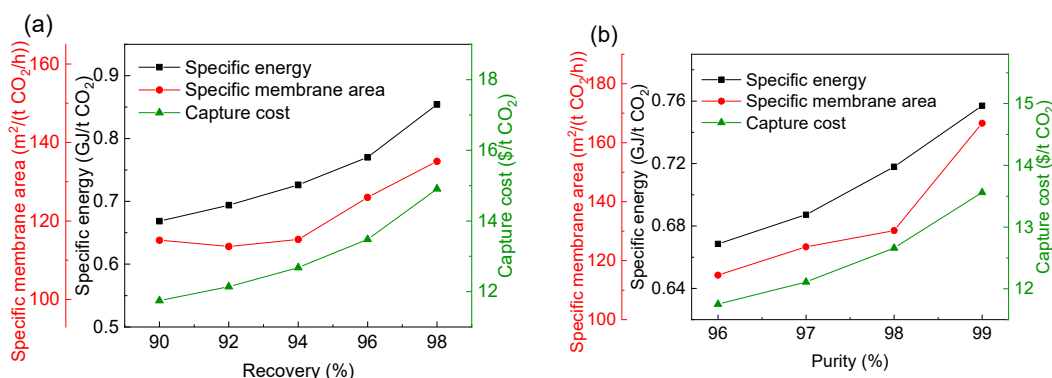 (a)
Specific membrane area (m²/(t CO₂/h))
160
140
120
100
Specific energy (GJ/t CO₂)
0.9
0.8
0.7
0.6
0.5
Specific energy
Specific membrane area
Capture cost
90
92
94
96
98
Recovery (%)
18
16
14
12
Capture cost ($/t CO₂)
(b)
Specific membrane area (m²/(t CO₂/h))
180
160
140
120
100
Specific energy (GJ/t CO₂)
0.76
0.72
0.68
0.64
Specific energy
Specific membrane area
Capture cost
96
97
98
99
Purity (%)
15
14
13
12
Capture cost ($/t CO₂)